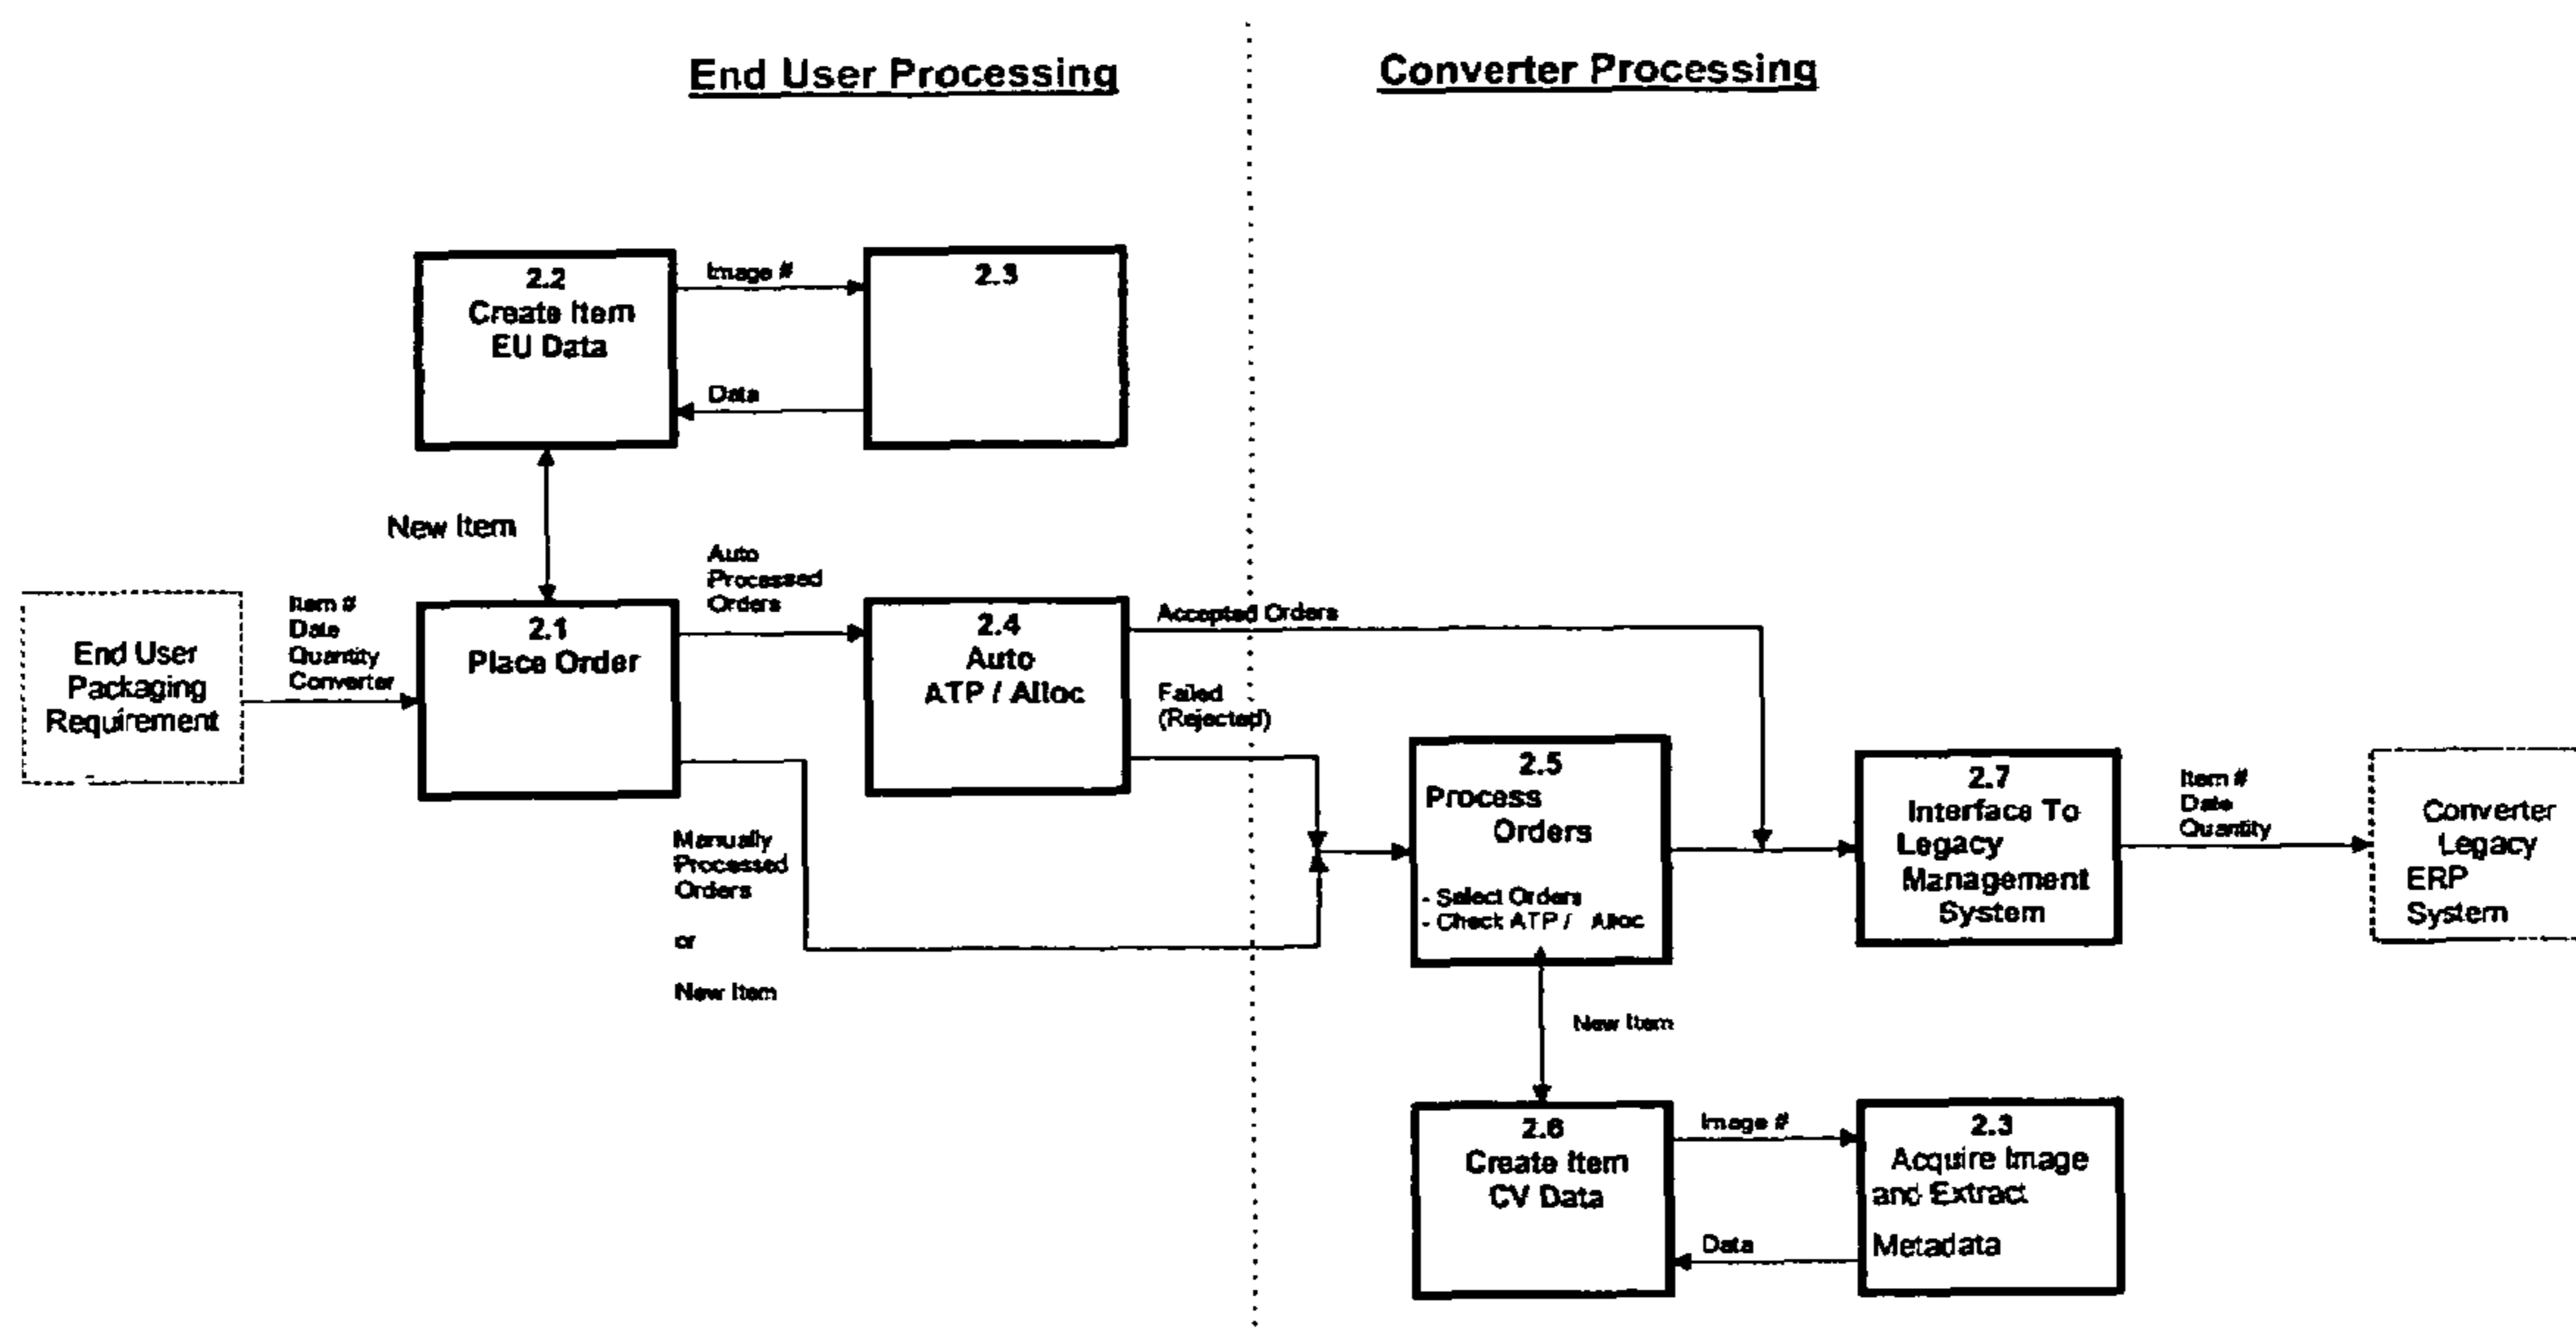 End User Processing
Converter Processing
2.2
Create Item
EU Data
Image #
Data
2.3
New Item
End User
Packaging
Requirement
Item #
Date
Quantity
Converter
2.1
Place Order
Auto
Processed
Orders
2.4
Auto
ATP / Alloc
Accepted Orders
Failed
(Rejected)
Manually
Processed
Orders
or
New Item
2.5
Process
Orders
- Select Orders
- Check ATP / Alloc
2.7
Interface To
Legacy
Management
System
Item #
Date
Quantity
Converter
Legacy
ERP
System
New Item
2.6
Create Item
CV Data
Image #
Data
2.3
Acquire Image
and Extract
Metadata